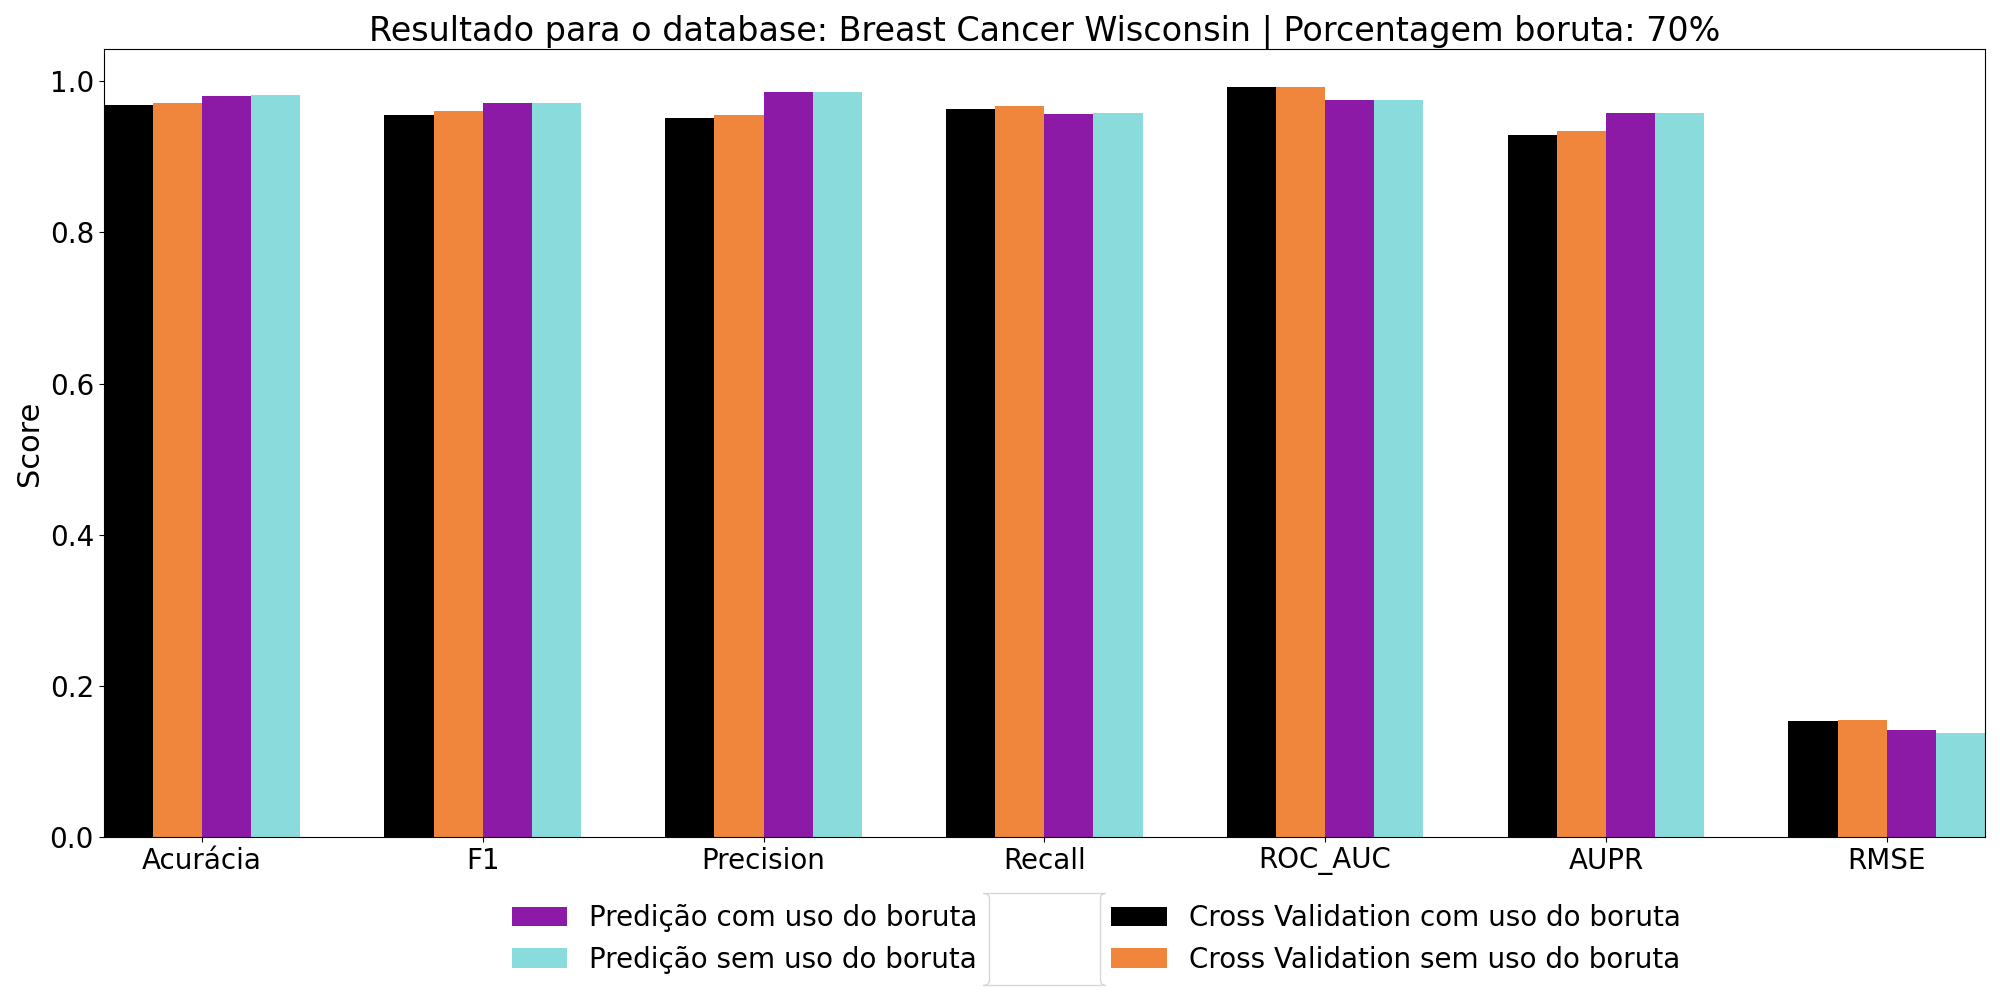 Resultado para o database: Breast Cancer Wisconsin | Porcentagem boruta: 70%
1.0
0.8
0.6
0.4
0.2
0.0
Score
Acurácia F1 Precision Recall ROC_AUC AUPR RMSE
Predição com uso do boruta
Predição sem uso do boruta
Cross Validation com uso do boruta
Cross Validation sem uso do boruta